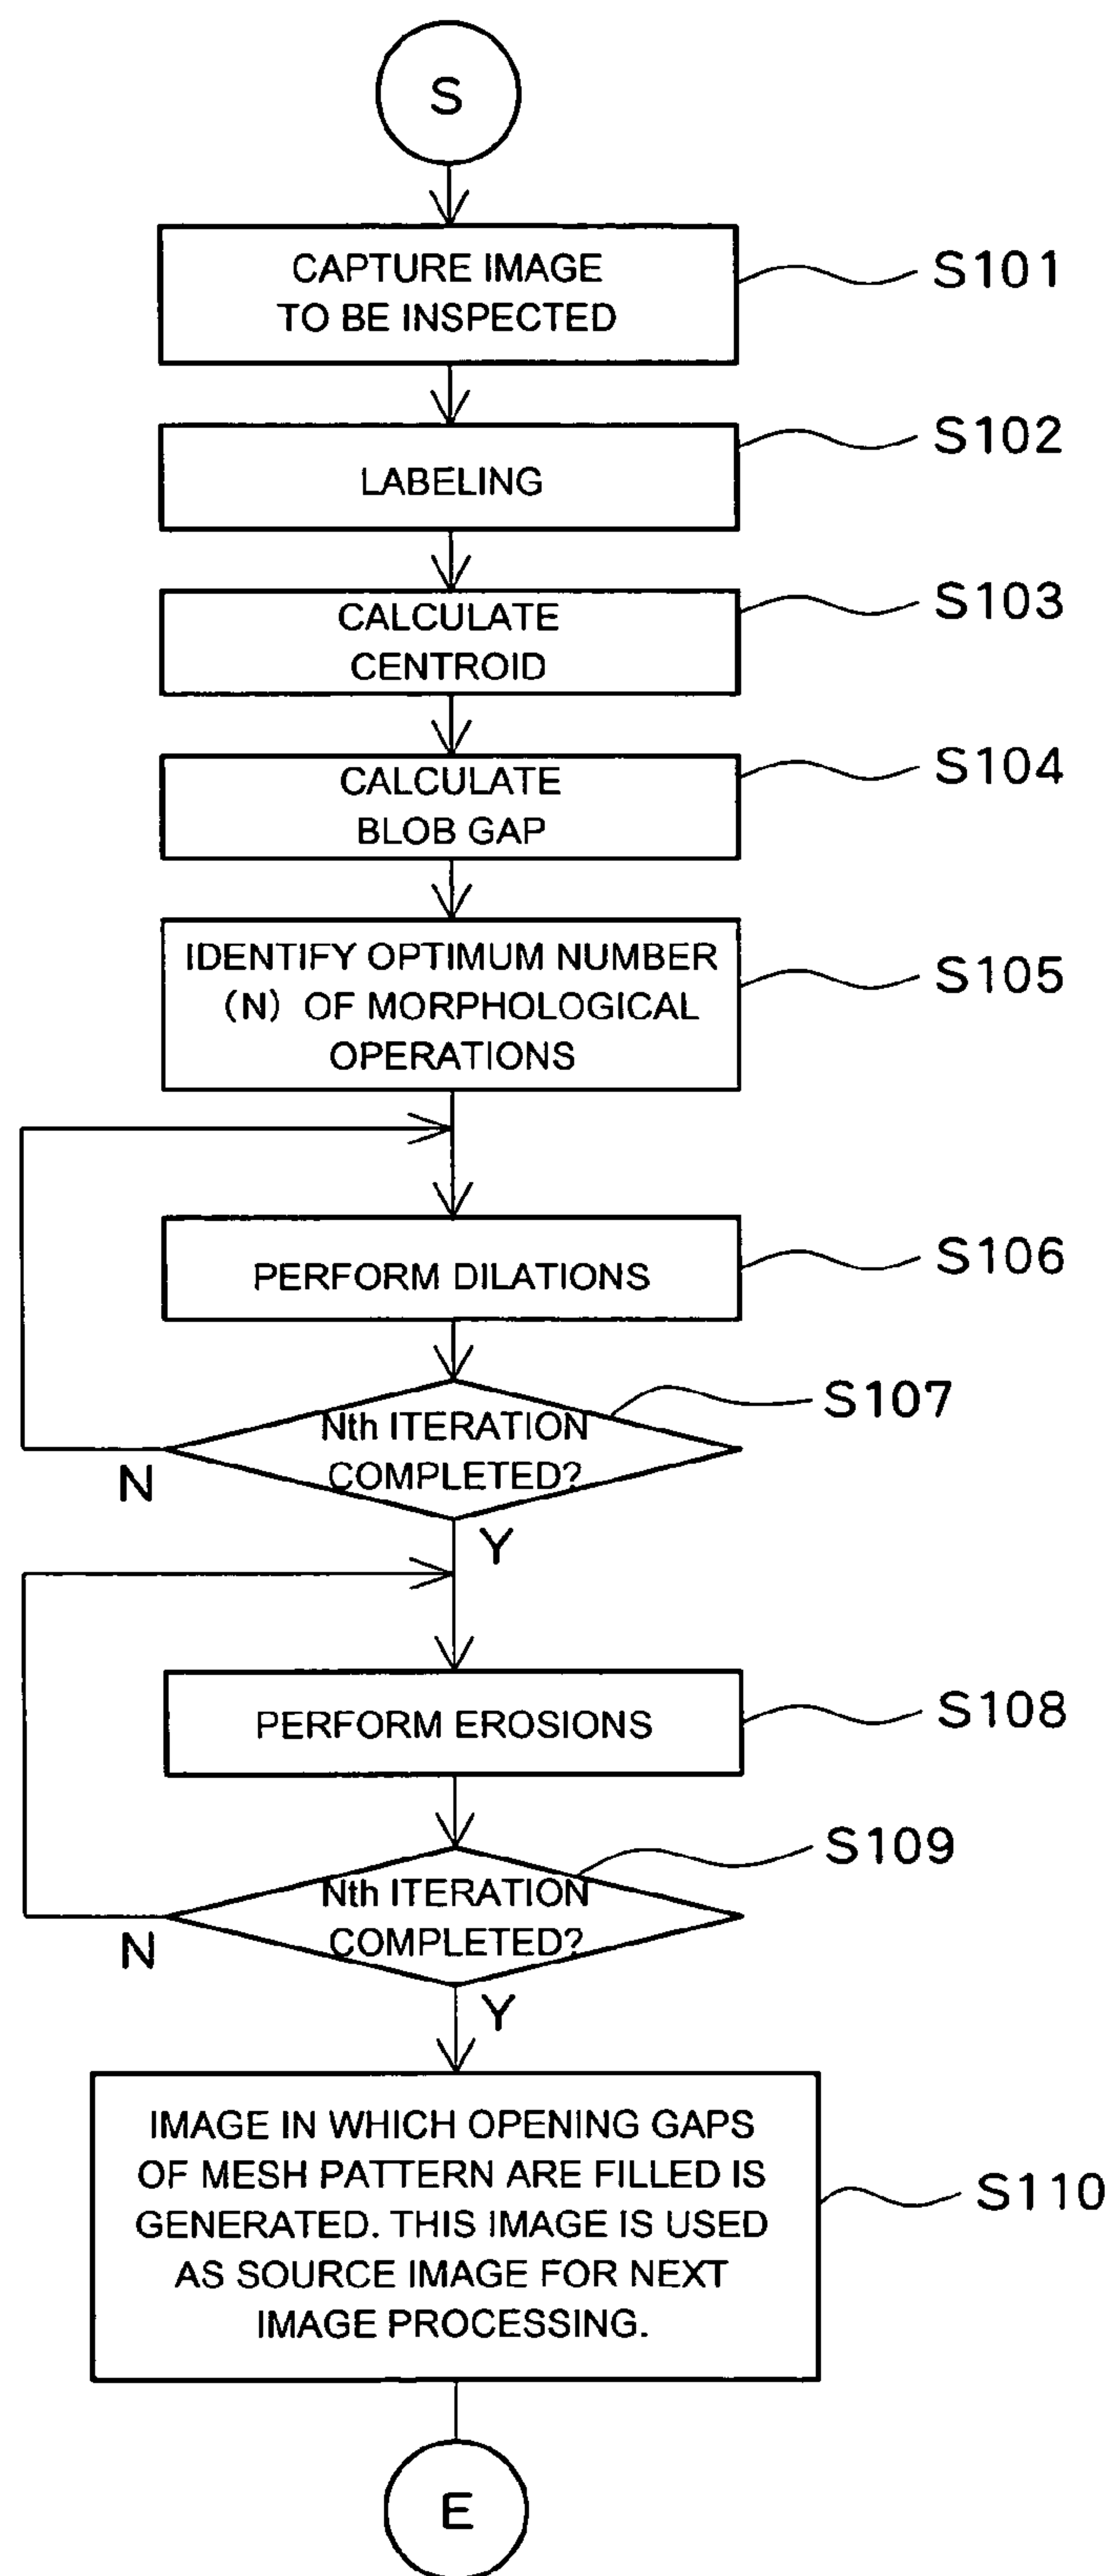 S
CAPTURE IMAGE
TO BE INSPECTED
S101
LABELING
S102
CALCULATE
CENTROID
S103
CALCULATE
BLOB GAP
S104
IDENTIFY OPTIMUM NUMBER
(N) OF MORPHOLOGICAL
OPERATIONS
S105
PERFORM DILATIONS
S106
Nth ITERATION
COMPLETED?
S107
N
Y
PERFORM EROSIONS
S108
Nth ITERATION
COMPLETED?
S109
N
Y
IMAGE IN WHICH OPENING GAPS
OF MESH PATTERN ARE FILLED IS
GENERATED. THIS IMAGE IS USED
AS SOURCE IMAGE FOR NEXT
IMAGE PROCESSING.
S110
E